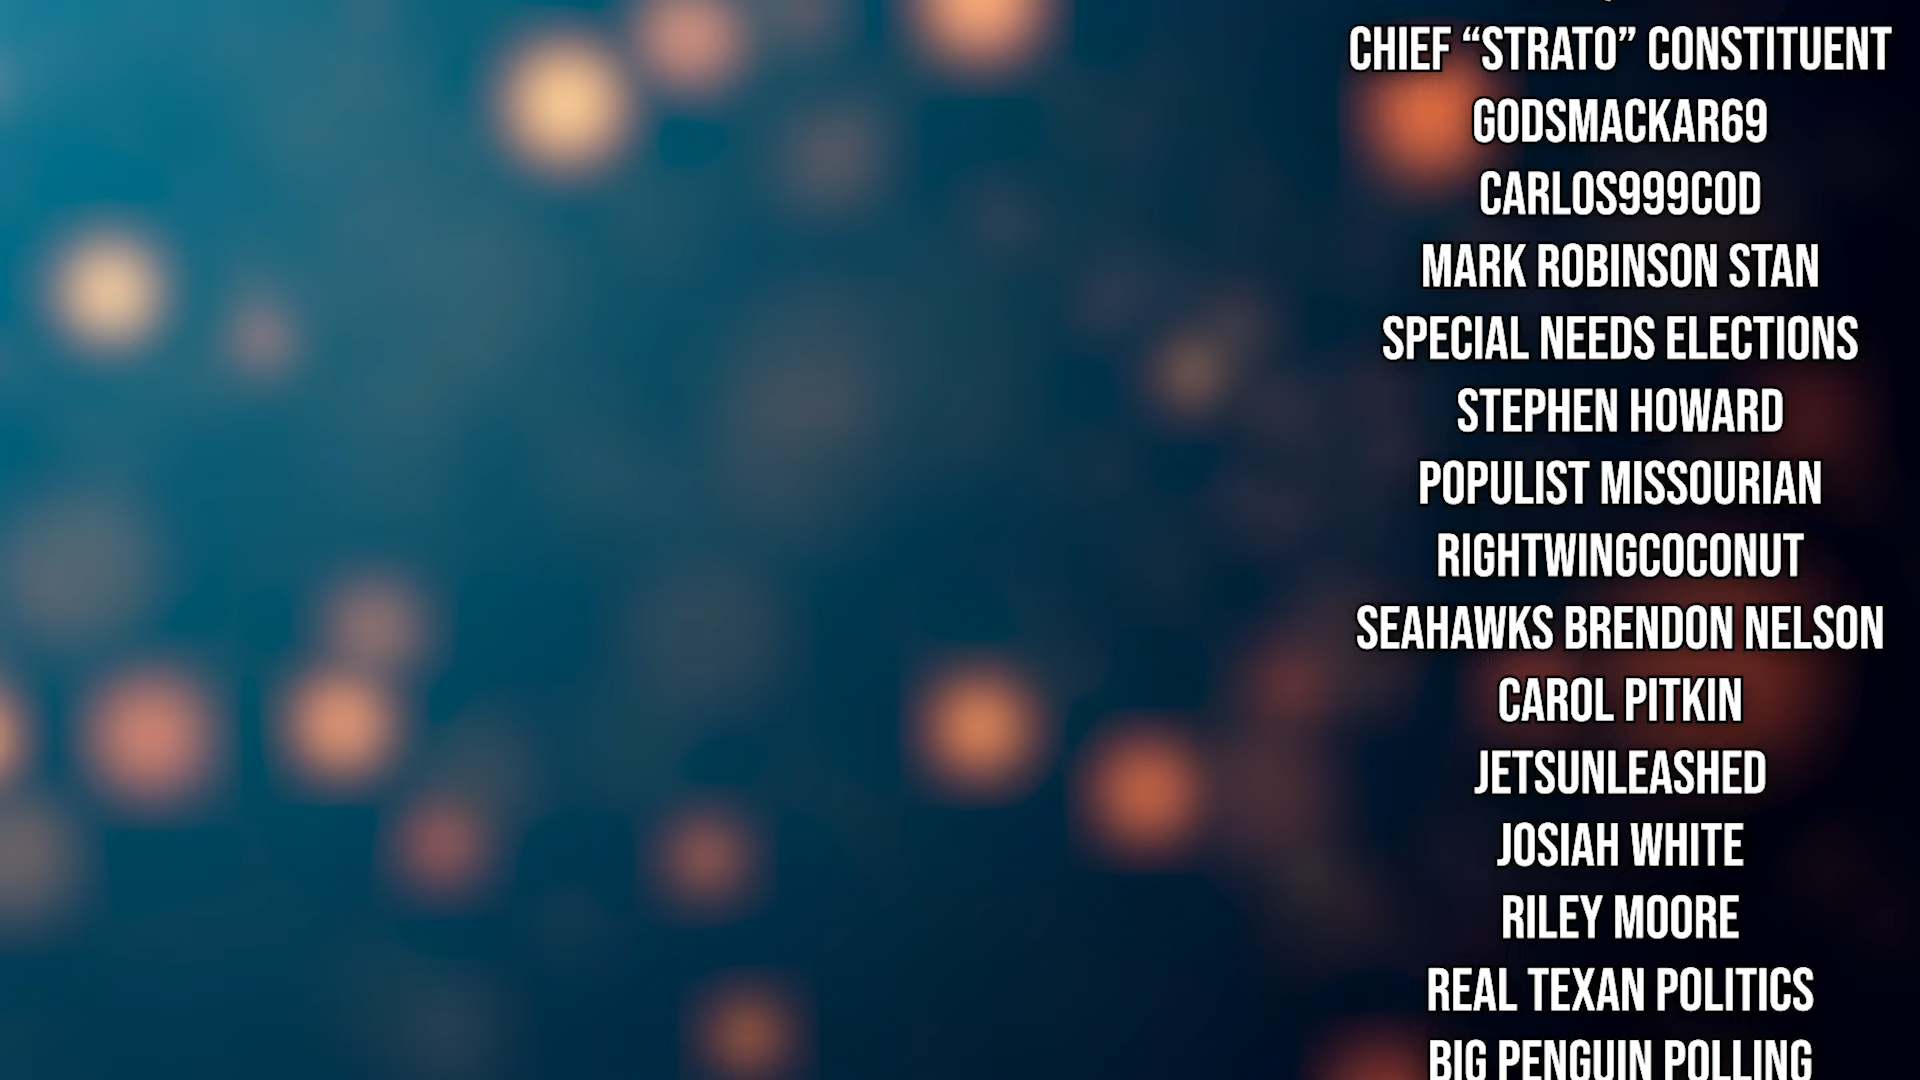 CHIEF “STRATO” CONSTITUENT
GODSMACKAR69
CARLOS999COD
MARK ROBINSON STAN
SPECIAL NEEDS ELECTIONS
STEPHEN HOWARD
POPULIST MISSOURIAN
RIGHTWINGCOCONUT
SEAHAWKS BRENDON NELSON
CAROL PITKIN
JETSUNLEASHED
JOSIAH WHITE
RILEY MOORE
REAL TEXAN POLITICS
BIG PENGUIN POLLING